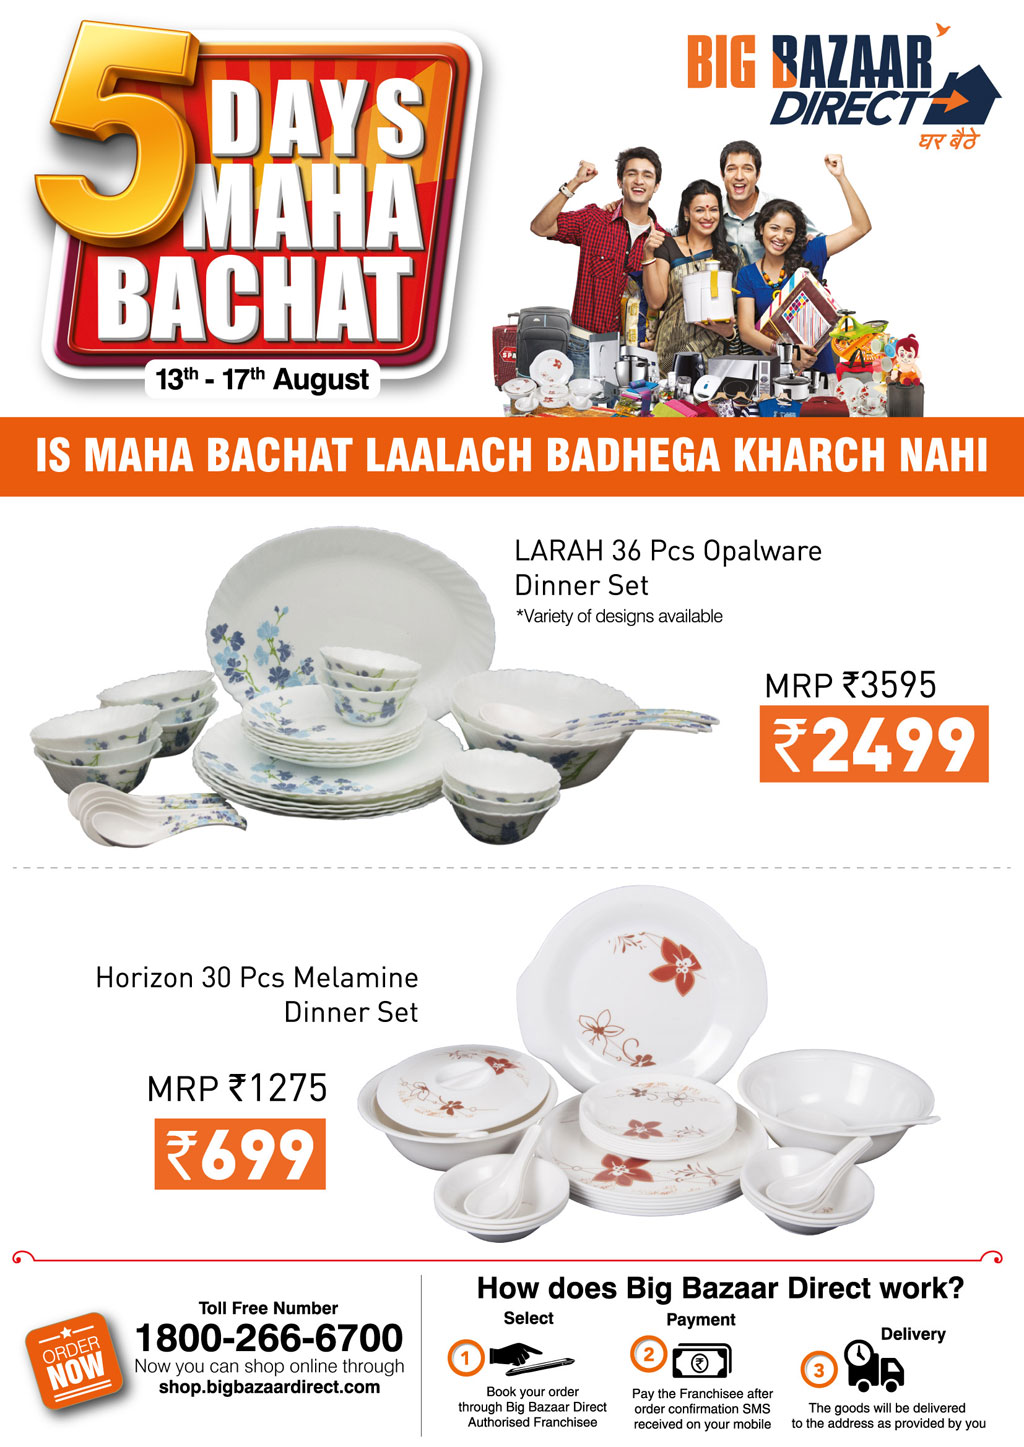 5 DAYS
MAHA
BACHAT
13th - 17th August
BIG BAZAAR
DIRECT
घर बैठे
IS MAHA BACHAT LAALACH BADHEGA KHARCH NAHI
LARAH 36 Pcs Opalware
Dinner Set
*Variety of designs available
MRP ₹3595
₹2499
Horizon 30 Pcs Melamine
Dinner Set
MRP ₹1275
₹699
ORDER
NOW
Toll Free Number
1800-266-6700
Now you can shop online through
shop.bigbazaardirect.com
How does Big Bazaar Direct work?
Select
1
Book your order
through Big Bazaar Direct
Authorised Franchisee
Payment
2
₹
Pay the Franchisee after
order confirmation SMS
received on your mobile
Delivery
3
The goods will be delivered
to the address as provided by you